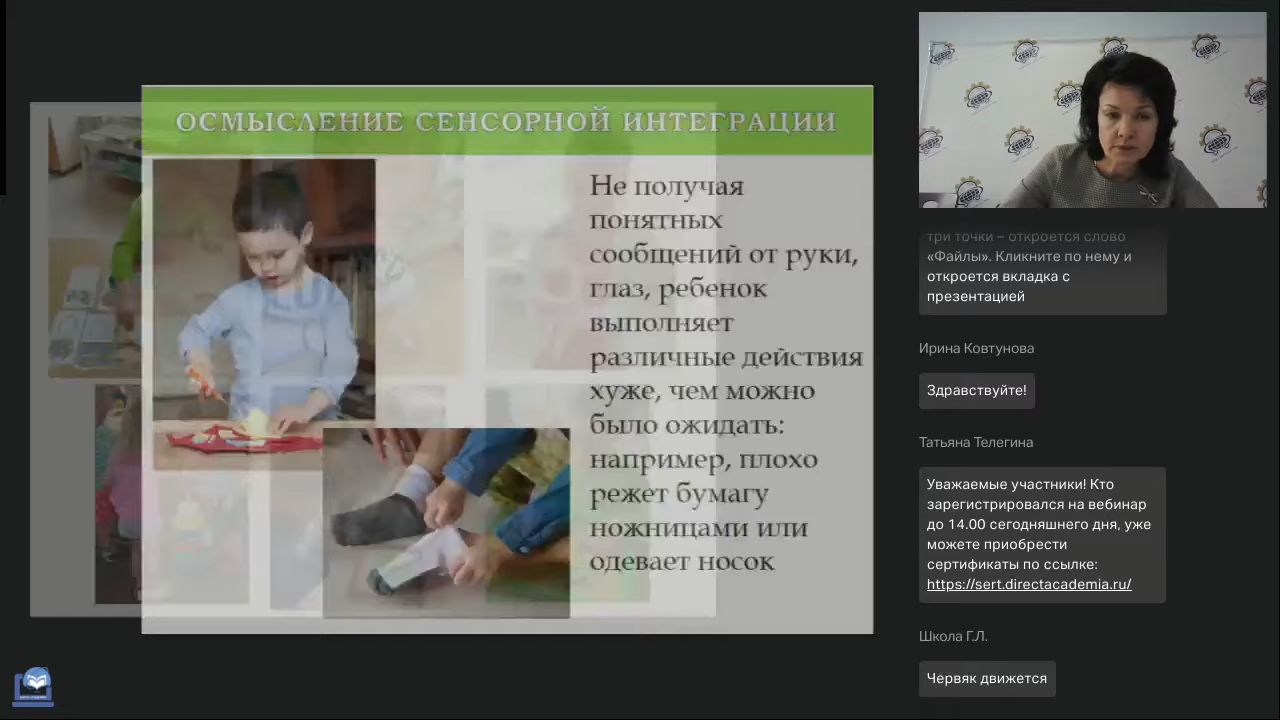 ОСМЫСЛЕНИЕ СЕНСОРНОЙ ИНТЕГРАЦИИ
Не получая
понятных
сообщений от руки,
глаз, ребенок
выполняет
различные действия
хуже, чем можно
было ожидать:
например, плохо
режет бумагу
ножницами или
одевает носок
три точки – откроется слово
«Файлы». Кликните по нему и
откроется вкладка с
презентацией
Ирина Ковтунова
Здравствуйте!
Татьяна Телегина
Уважаемые участники! Кто
зарегистрировался на вебинар
до 14.00 сегодняшнего дня, уже
можете приобрести
сертификаты по ссылке:
https://sert.directacademia.ru/
Школа Г.Л.
Червяк движется